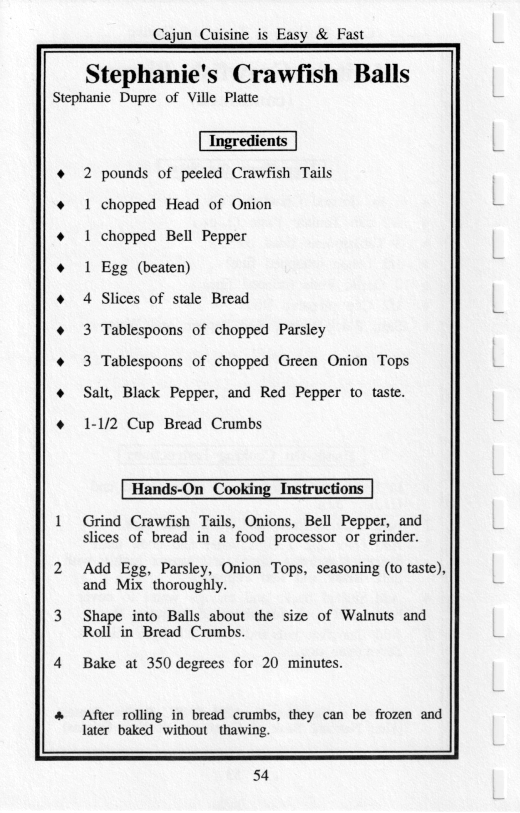 Cajun Cuisine is Easy & Fast
Stephanie's Crawfish Balls
Stephanie Dupre of Ville Platte
Ingredients
♦ 2 pounds of peeled Crawfish Tails
♦ 1 chopped Head of Onion
♦ 1 chopped Bell Pepper
♦ 1 Egg (beaten)
♦ 4 Slices of stale Bread
♦ 3 Tablespoons of chopped Parsley
♦ 3 Tablespoons of chopped Green Onion Tops
♦ Salt, Black Pepper, and Red Pepper to taste.
♦ 1-1/2 Cup Bread Crumbs
Hands-On Cooking Instructions
1 Grind Crawfish Tails, Onions, Bell Pepper, and
slices of bread in a food processor or grinder.
2 Add Egg, Parsley, Onion Tops, seasoning (to taste),
and Mix thoroughly.
3 Shape into Balls about the size of Walnuts and
Roll in Bread Crumbs.
4 Bake at 350 degrees for 20 minutes.
♣ After rolling in bread crumbs, they can be frozen and
later baked without thawing.
54